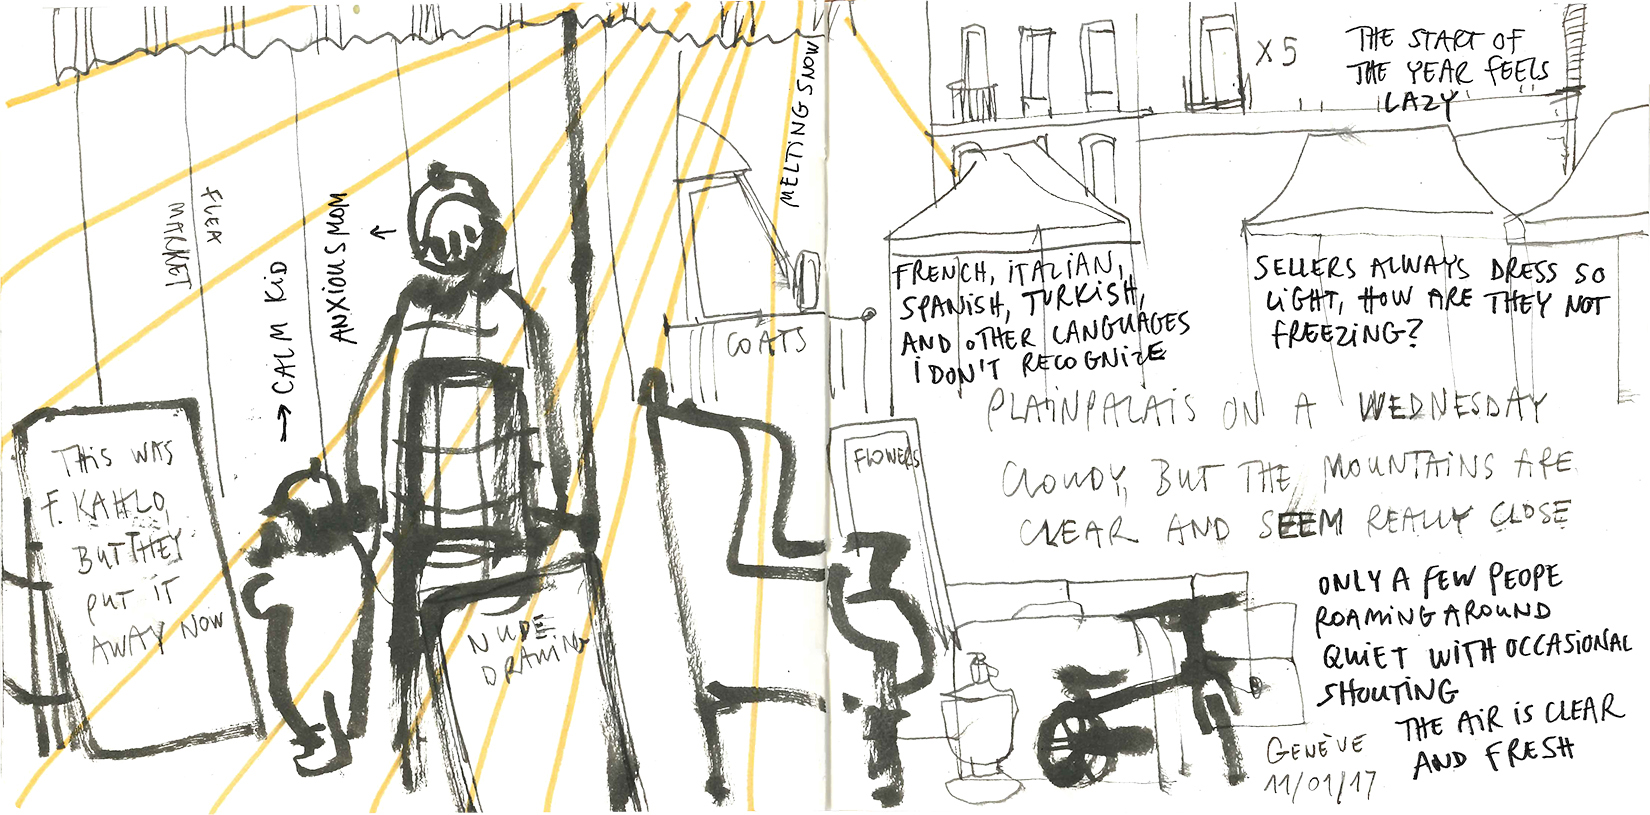 FLEA
MARKET
→ CALM KID
ANXIOUS MOM →
THIS WAS
F. KAHLO,
BUT THEY
PUT IT
AWAY NOW
NUDE
DRAWING
MELTING SNOW
COATS
X 5
THE START OF
THE YEAR FEELS
LAZY
FRENCH, ITALIAN,
SPANISH, TURKISH,
AND OTHER LANGUAGES
I DON'T RECOGNIZE
SELLERS ALWAYS DRESS SO
LIGHT, HOW ARE THEY NOT
FREEZING?
PLAINPALAIS ON A WEDNESDAY
CLOUDY, BUT THE MOUNTAINS ARE
CLEAR AND SEEM REALLY CLOSE
FLOWERS
ONLY A FEW PEOPE
ROAMING AROUND
QUIET WITH OCCASIONAL
SHOUTING
THE AIR IS CLEAR
AND FRESH
GENÈVE
11/01/17